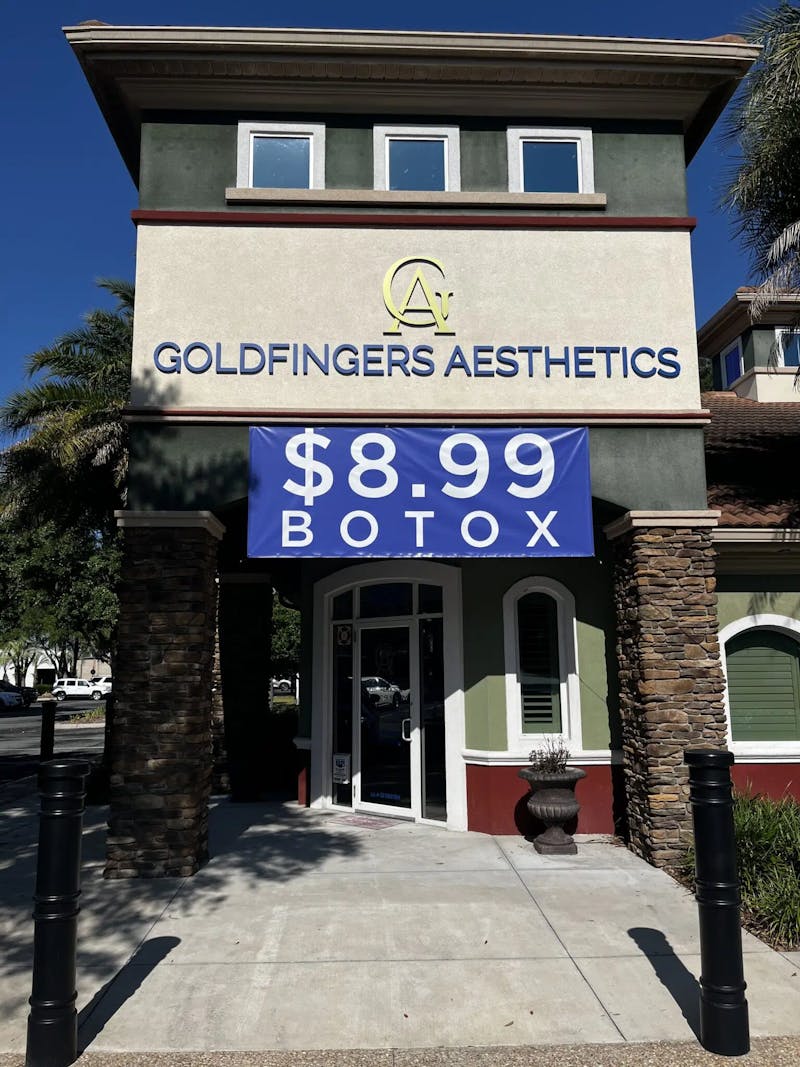 GA
GOLDFINGERS AESTHETICS
$8.99
BOTOX